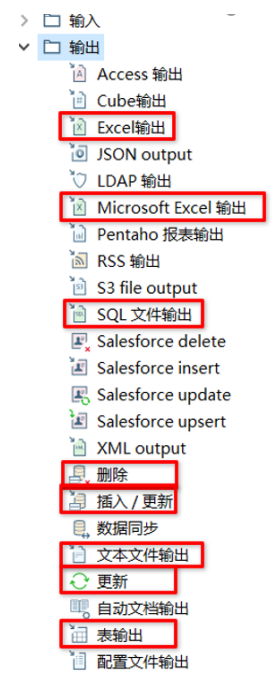 输入
输出
Access 输出
Cube输出
Excel输出
JSON output
LDAP 输出
Microsoft Excel 输出
Pentaho 报表输出
RSS 输出
S3 file output
SQL 文件输出
Salesforce delete
Salesforce insert
Salesforce update
Salesforce upsert
XML output
删除
插入 / 更新
数据同步
文本文件输出
更新
自动文档输出
表输出
配置文件输出